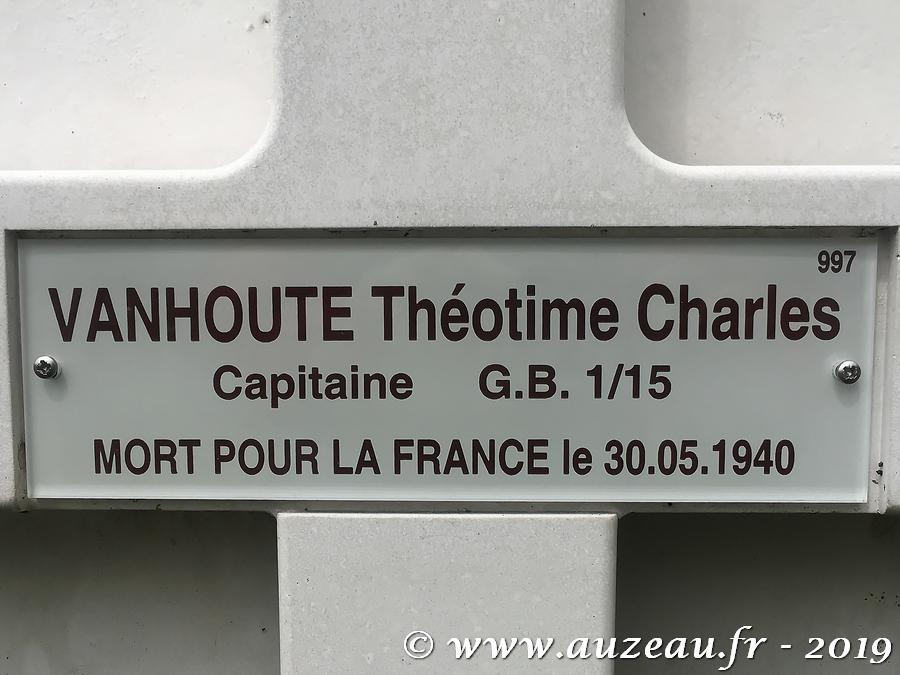 997
VANHOUTE Théotime Charles
Capitaine G.B. 1/15
MORT POUR LA FRANCE le 30.05.1940
© www.auzeau.fr - 2019